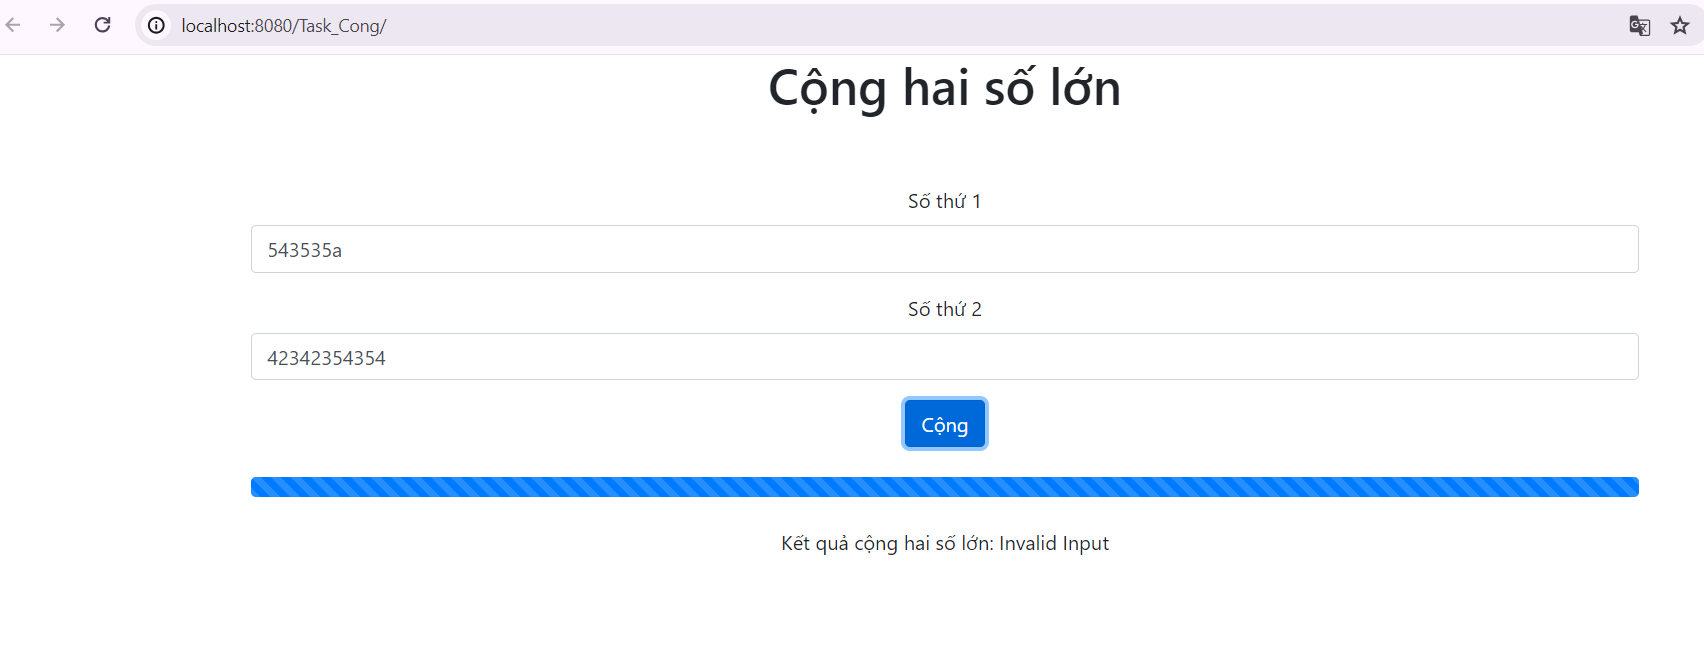 localhost:8080/Task_Cong/
Cộng hai số lớn
Số thứ 1
543535a
Số thứ 2
42342354354
Cộng
Kết quả cộng hai số lớn: Invalid Input